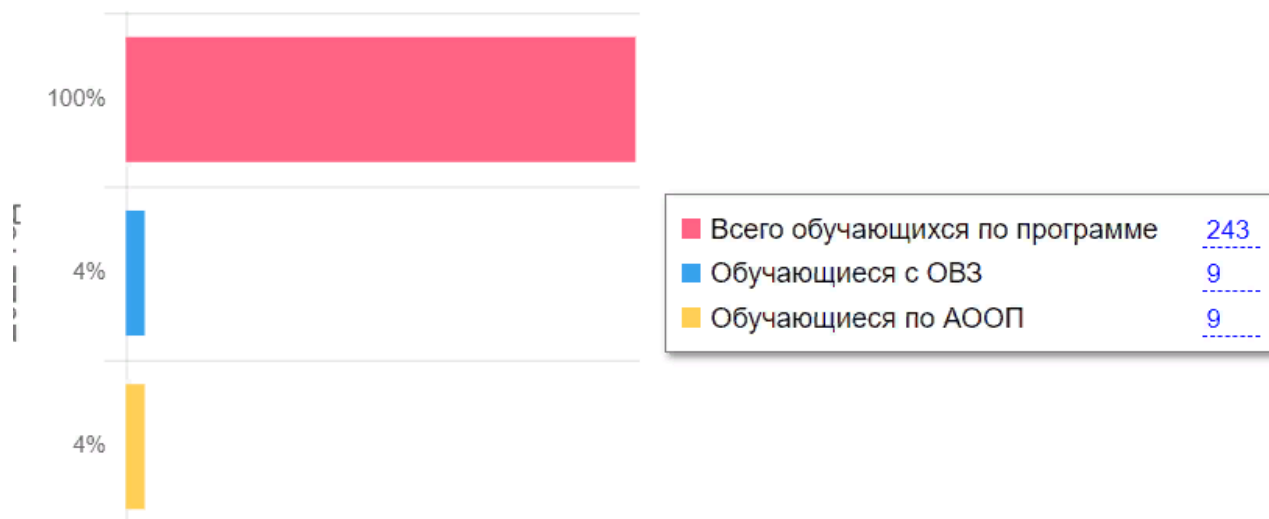 100%
4%
4%
Всего обучающихся по программе 243
Обучающиеся с ОВЗ 9
Обучающиеся по АООП 9